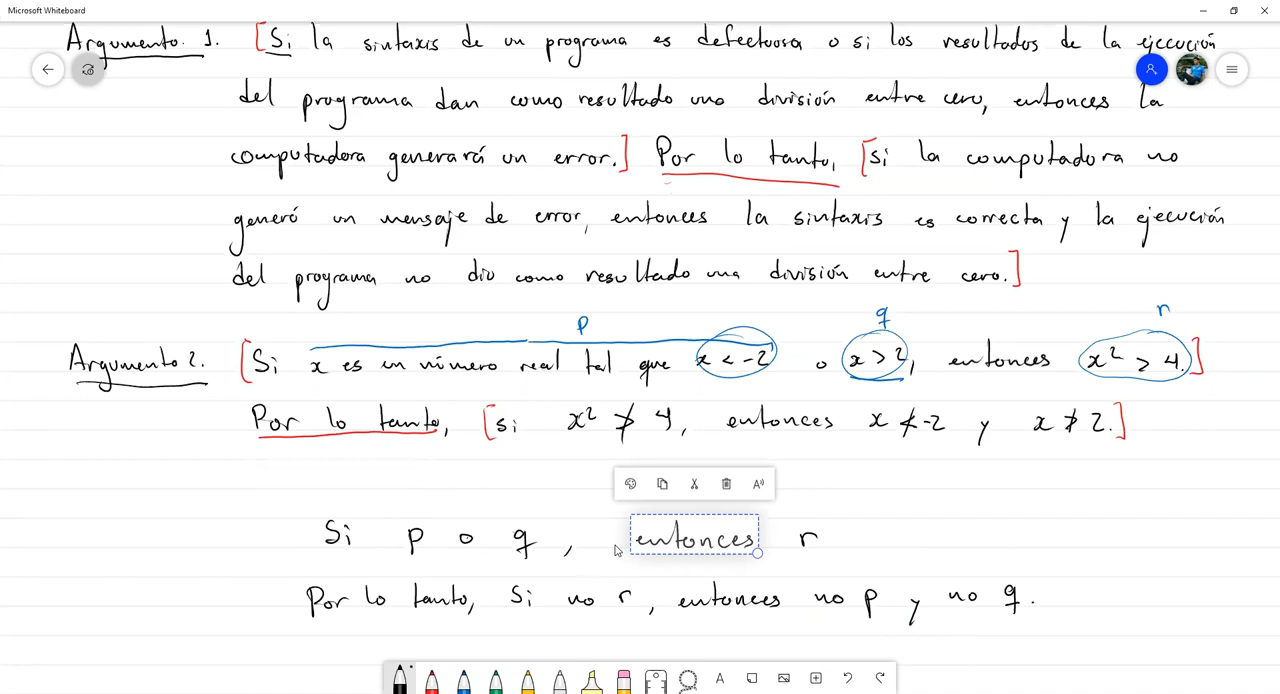 Microsoft Whiteboard
Argumento 1. [Si la sintaxis de un programa es defectuosa o si los resultados de la ejecución
del programa dan como resultado una división entre cero, entonces la
computadora generará un error.] Por lo tanto, [si la computadora no
generó un mensaje de error, entonces la sintaxis es correcta y la ejecución
del programa no dio como resultado una división entre cero.]
p q r
Argumento 2. [Si x es un número real tal que x < -2 o x > 2, entonces x² > 4.]
Por lo tanto, [si x² ≯ 4, entonces x ≮ -2 y x ≯ 2.]
Si p o q, entonces r
Por lo tanto, Si no r, entonces no p y no q.